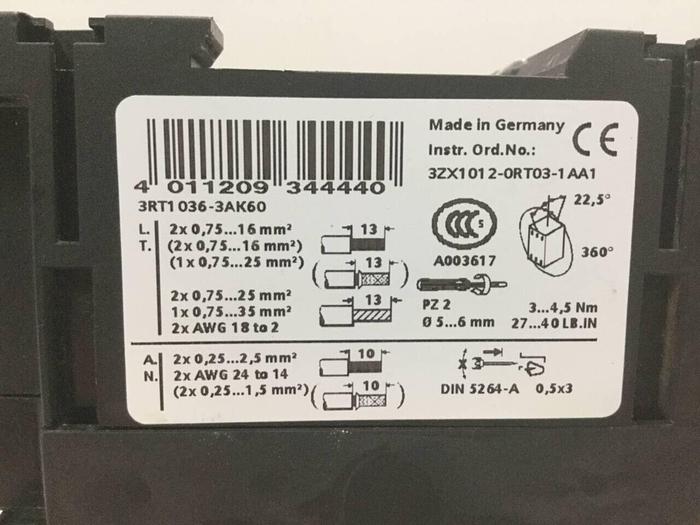 Made in Germany
CE
Instr. Ord.No.:
3ZX1012-0RT03-1AA1
4 011209 344440
3RT1036-3AK60
L. 2x 0,75...16 mm² 13
T. (2x 0,75...16 mm²)
(1x 0,75...25 mm²) ( 13 )
2x 0,75...25 mm² 13
1x 0,75...35 mm²
2x AWG 18 to 2
CCC S
A003617
22,5°
360°
PZ 2 3...4,5 Nm
Ø 5...6 mm 27...40 LB.IN
A. 2x 0,25...2,5 mm² 10
N. 2x AWG 24 to 14
(2x 0,25...1,5 mm²) ( 10 )
DIN 5264-A 0,5x3